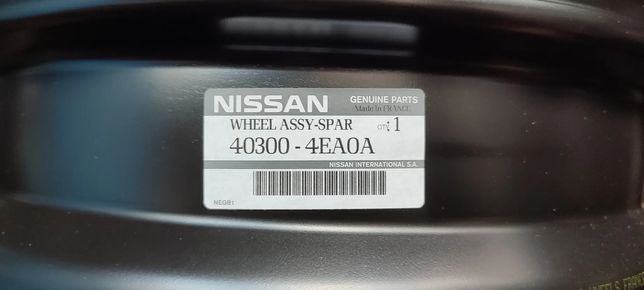 NISSAN GENUINE PARTS
Made in FRANCE
WHEEL ASSY-SPAR QTY: 1
40300 - 4EA0A
NISSAN INTERNATIONAL S.A.
NEGB1